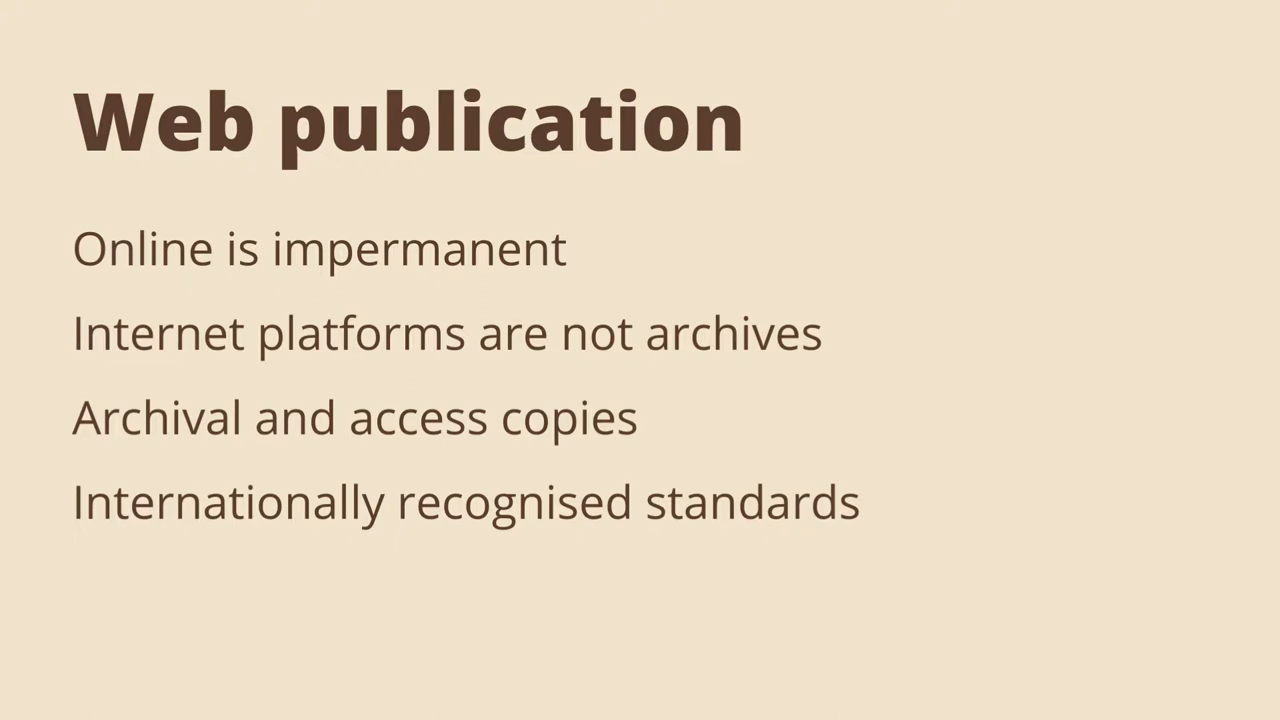 Web publication
Online is impermanent
Internet platforms are not archives
Archival and access copies
Internationally recognised standards